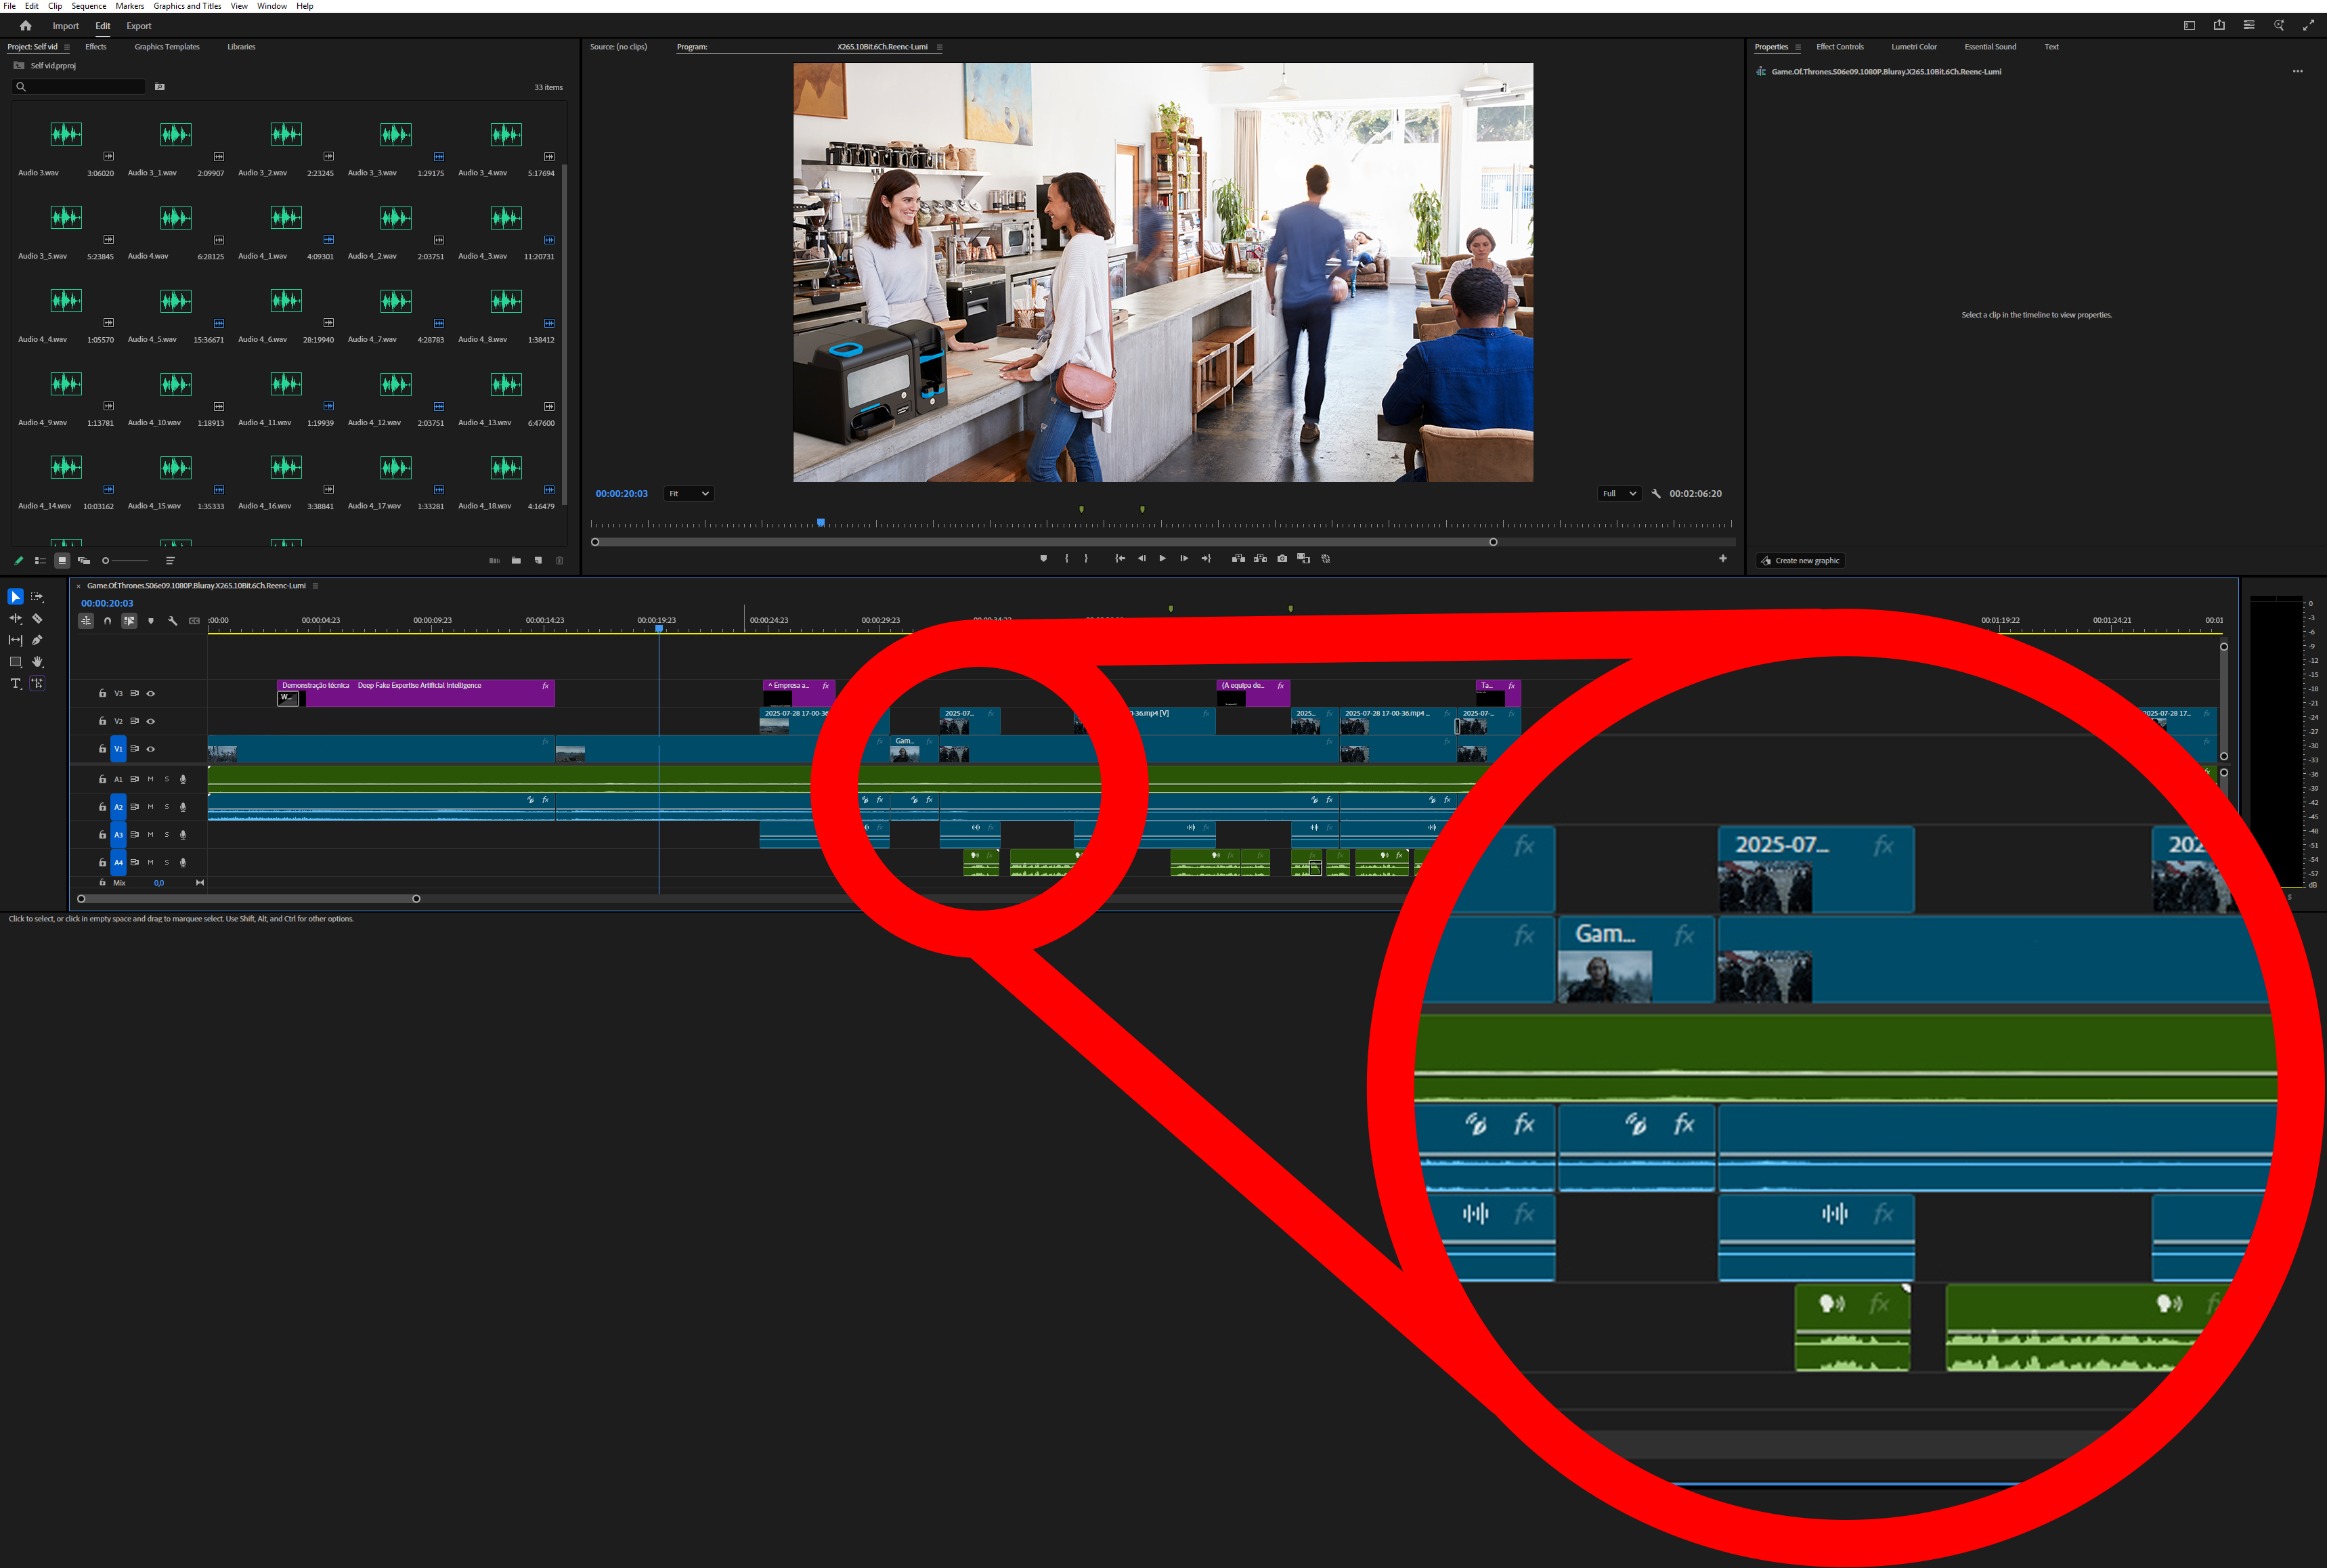 File Edit Clip Sequence Markers Graphics and Titles View Window Help
Import Edit Export
Project: Self vid Effects Graphics Templates Libraries
Self vid.prproj
33 items
Audio 3.wav 3:06020 Audio 3_1.wav 2:09907 Audio 3_2.wav 2:23245 Audio 3_3.wav 1:29175 Audio 3_4.wav 5:17694
Audio 3_5.wav 5:23845 Audio 4.wav 6:28125 Audio 4_1.wav 4:09301 Audio 4_2.wav 2:03751 Audio 4_3.wav 11:20731
Audio 4_4.wav 1:05570 Audio 4_5.wav 15:36671 Audio 4_6.wav 28:19940 Audio 4_7.wav 4:28783 Audio 4_8.wav 1:38412
Audio 4_9.wav 1:13781 Audio 4_10.wav 1:18913 Audio 4_11.wav 1:19939 Audio 4_12.wav 2:03751 Audio 4_13.wav 6:47600
Audio 4_14.wav 10:03162 Audio 4_15.wav 1:35333 Audio 4_16.wav 3:38841 Audio 4_17.wav 1:33281 Audio 4_18.wav 4:16479
Source: (no clips) Program: X265.10Bit.6Ch.Reenc-Lumi
00:00:20:03 Fit Full 00:02:06:20
Properties Effect Controls Lumetri Color Essential Sound Text
Game.Of.Thrones.S06e09.1080P.Bluray.X265.10Bit.6Ch.Reenc-Lumi
Select a clip in the timeline to view properties.
Create new graphic
× Game.Of.Thrones.S06e09.1080P.Bluray.X265.10Bit.6Ch.Reenc-Lumi
00:00:20:03
:00:00 00:00:04:23 00:00:09:23 00:00:14:23 00:00:19:23 00:00:24:23 00:00:29:23 00:01:19:22 00:01:24:21 00:01
V3 Demonstração técnica Deep Fake Expertise Artificial Intelligence fx ^ Empresa a... fx (A equipa de... fx Ta... fx
W...
V2 2025-07-28 17-00-36 2025-07... fx 0-36.mp4 [V] fx 2025... fx 2025-07-28 17-00-36.mp4 ... fx 2025-07-... fx 2025-07-28 17... fx
V1 fx fx Gam... fx fx fx
A1 M S
A2 M S fx fx fx fx fx
A3 M S fx fx fx fx
A4 M S fx fx fx fx
Mix 0,0
0
-3
-6
-9
-12
-15
-18
-21
-24
-27
-30
-33
-36
-39
-42
-45
-48
-51
-54
-57
dB
S
Click to select, or click in empty space and drag to marquee select. Use Shift, Alt, and Ctrl for other options.
fx 2025-07... fx 202
fx Gam... fx
fx fx
fx fx
fx